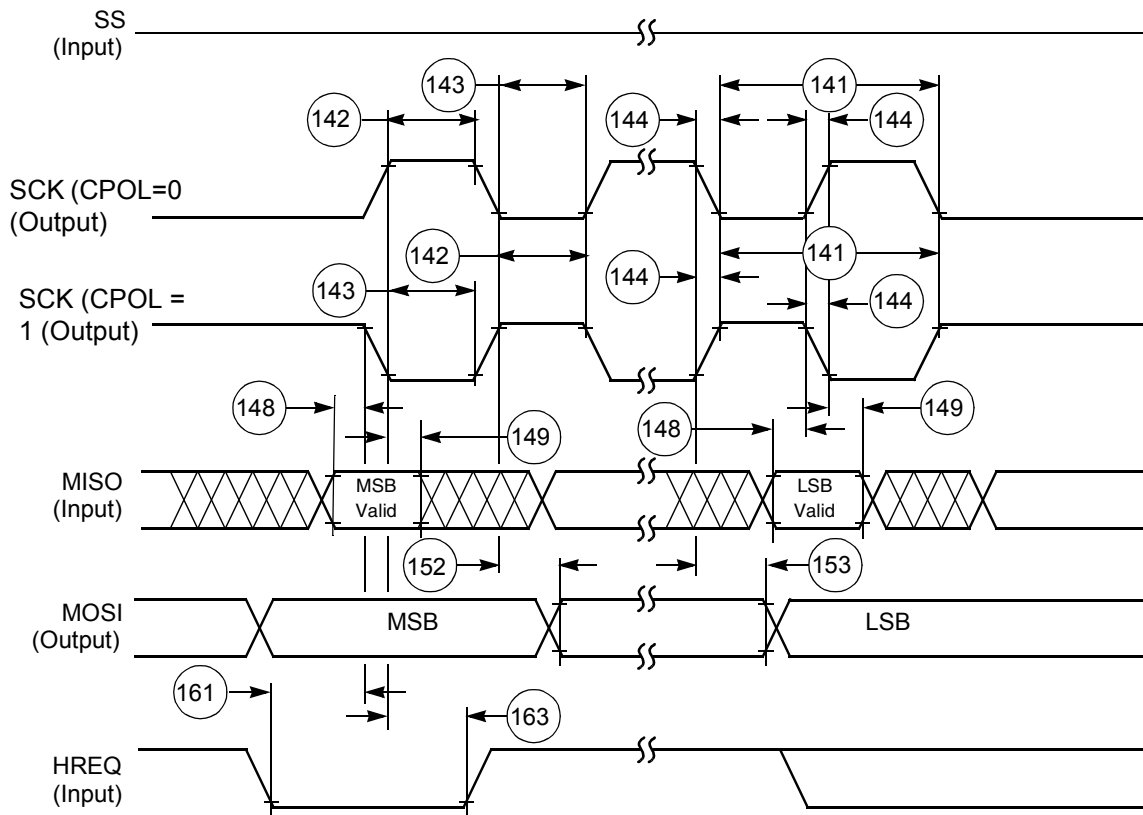 SS
(Input)
143
141
142
144
144
SCK (CPOL=0
(Output)
142
141
143
144
144
SCK (CPOL =
1 (Output)
148
149
148
149
MISO
(Input)
MSB
Valid
LSB
Valid
152
153
MOSI
(Output)
MSB
LSB
161
163
HREQ
(Input)